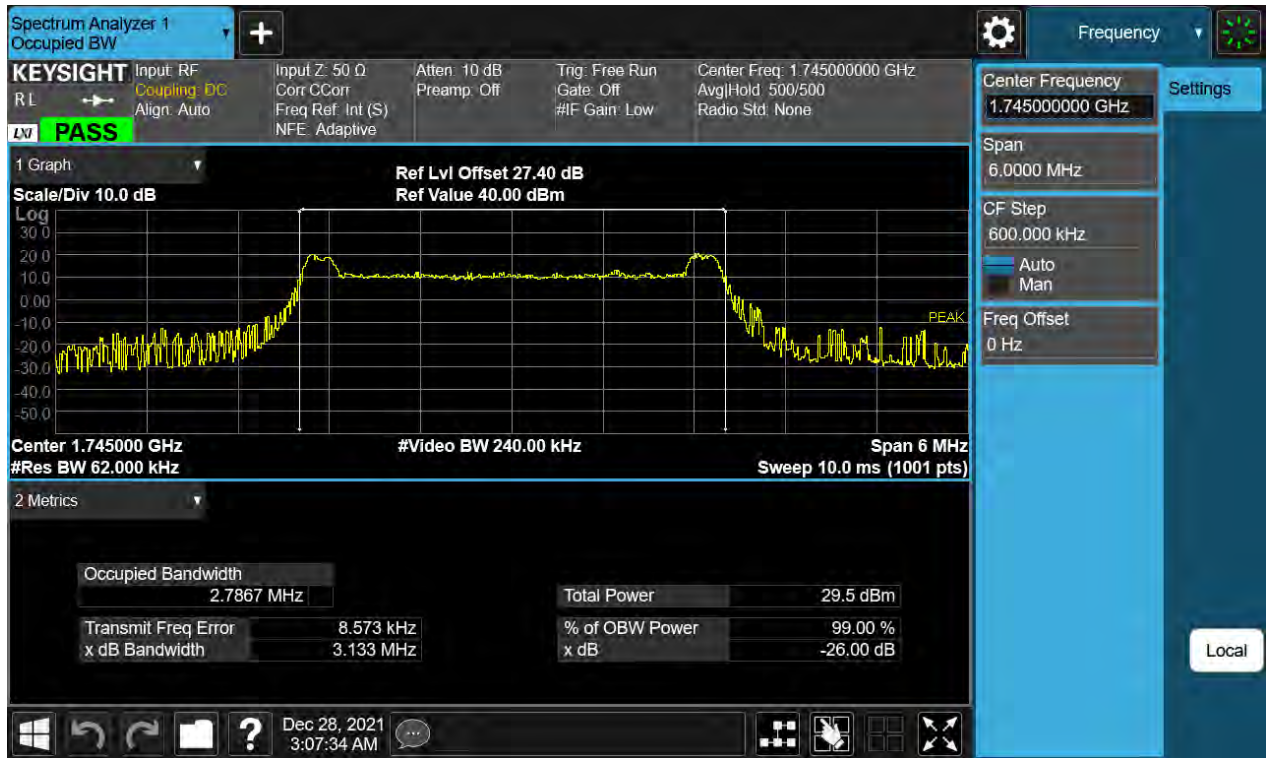 Spectrum Analyzer 1
Occupied BW
+
Frequency
KEYSIGHT
RL
LXI
PASS
Input: RF
Coupling: DC
Align: Auto
Input Z: 50 Ω
Corr CCorr
Freq Ref: Int (S)
NFE: Adaptive
Atten: 10 dB
Preamp: Off
Trig: Free Run
Gate: Off
#IF Gain: Low
Center Freq: 1.745000000 GHz
Avg|Hold: 500/500
Radio Std: None
Center Frequency
1.745000000 GHz
Settings
Span
6.0000 MHz
CF Step
600.000 kHz
Auto
Man
Freq Offset
0 Hz
Local
1 Graph
Scale/Div 10.0 dB
Ref Lvl Offset 27.40 dB
Ref Value 40.00 dBm
Log
30.0
20.0
10.0
0.00
-10.0
-20.0
-30.0
-40.0
-50.0
PEAK
Center 1.745000 GHz
#Video BW 240.00 kHz
Span 6 MHz
#Res BW 62.000 kHz
Sweep 10.0 ms (1001 pts)
2 Metrics
Occupied Bandwidth
2.7867 MHz
Total Power 29.5 dBm
Transmit Freq Error 8.573 kHz
% of OBW Power 99.00 %
x dB Bandwidth 3.133 MHz
x dB -26.00 dB
?
Dec 28, 2021
3:07:34 AM